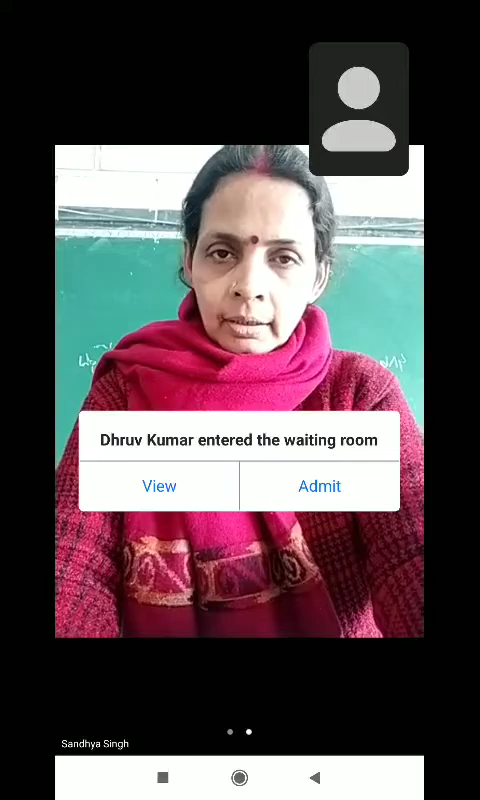 Dhruv Kumar entered the waiting room
View
Admit
Sandhya Singh